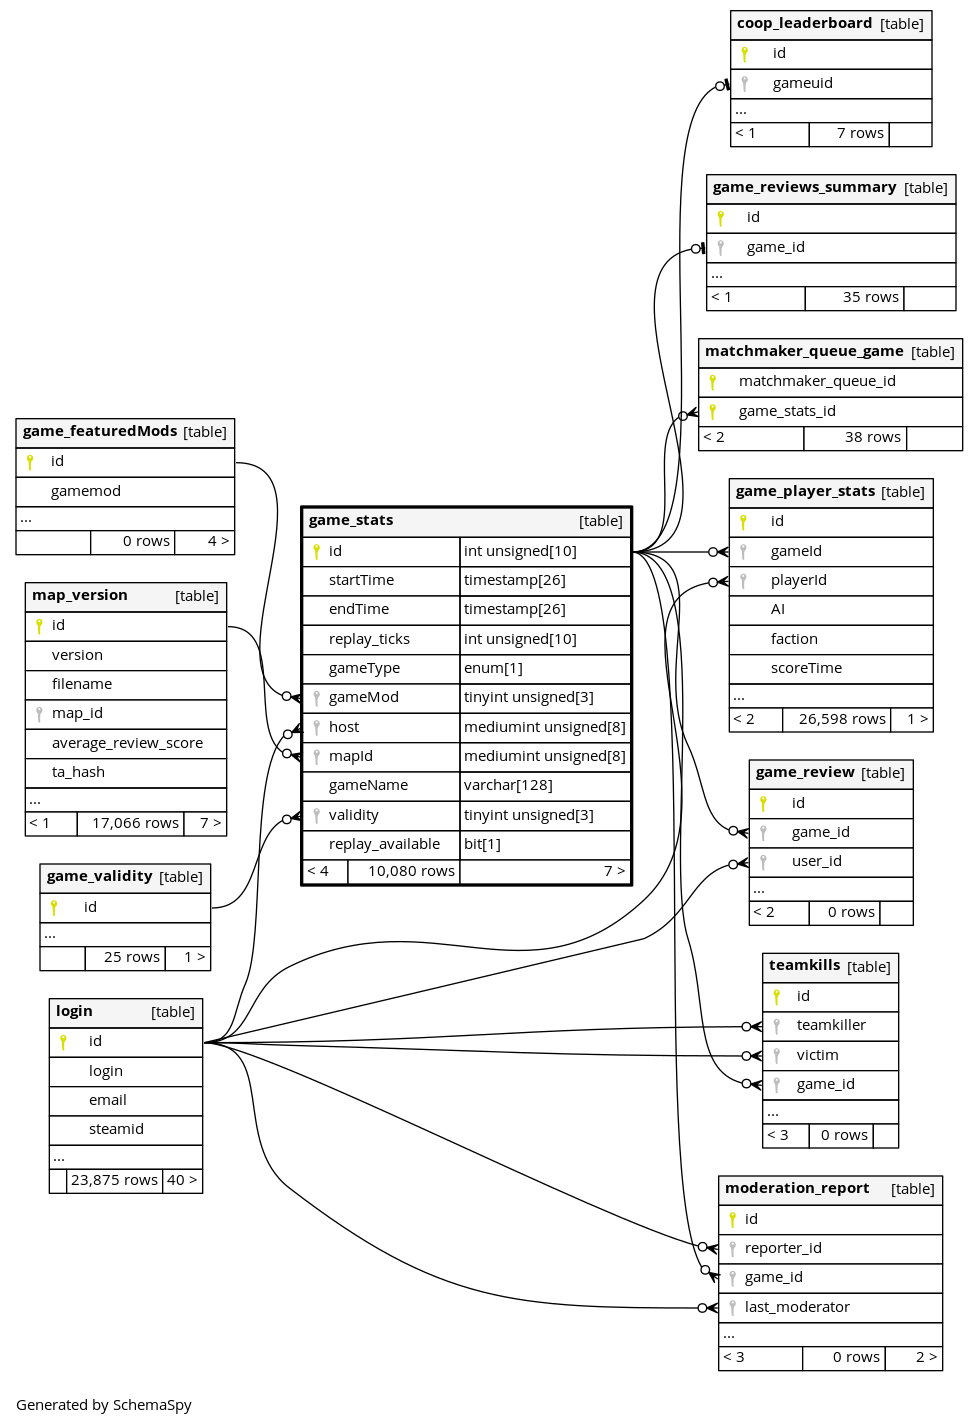 coop_leaderboard [table]
id
gameuid
...
< 1 7 rows
game_reviews_summary [table]
id
game_id
...
< 1 35 rows
matchmaker_queue_game [table]
matchmaker_queue_id
game_stats_id
< 2 38 rows
game_featuredMods [table]
id
gamemod
...
0 rows 4 >
map_version [table]
id
version
filename
map_id
average_review_score
ta_hash
...
< 1 17,066 rows 7 >
game_validity [table]
id
...
25 rows 1 >
login [table]
id
login
email
steamid
...
23,875 rows 40 >
game_stats [table]
id int unsigned[10]
startTime timestamp[26]
endTime timestamp[26]
replay_ticks int unsigned[10]
gameType enum[1]
gameMod tinyint unsigned[3]
host mediumint unsigned[8]
mapId mediumint unsigned[8]
gameName varchar[128]
validity tinyint unsigned[3]
replay_available bit[1]
< 4 10,080 rows 7 >
game_player_stats [table]
id
gameId
playerId
AI
faction
scoreTime
...
< 2 26,598 rows 1 >
game_review [table]
id
game_id
user_id
...
< 2 0 rows
teamkills [table]
id
teamkiller
victim
game_id
...
< 3 0 rows
moderation_report [table]
id
reporter_id
game_id
last_moderator
...
< 3 0 rows 2 >
Generated by SchemaSpy